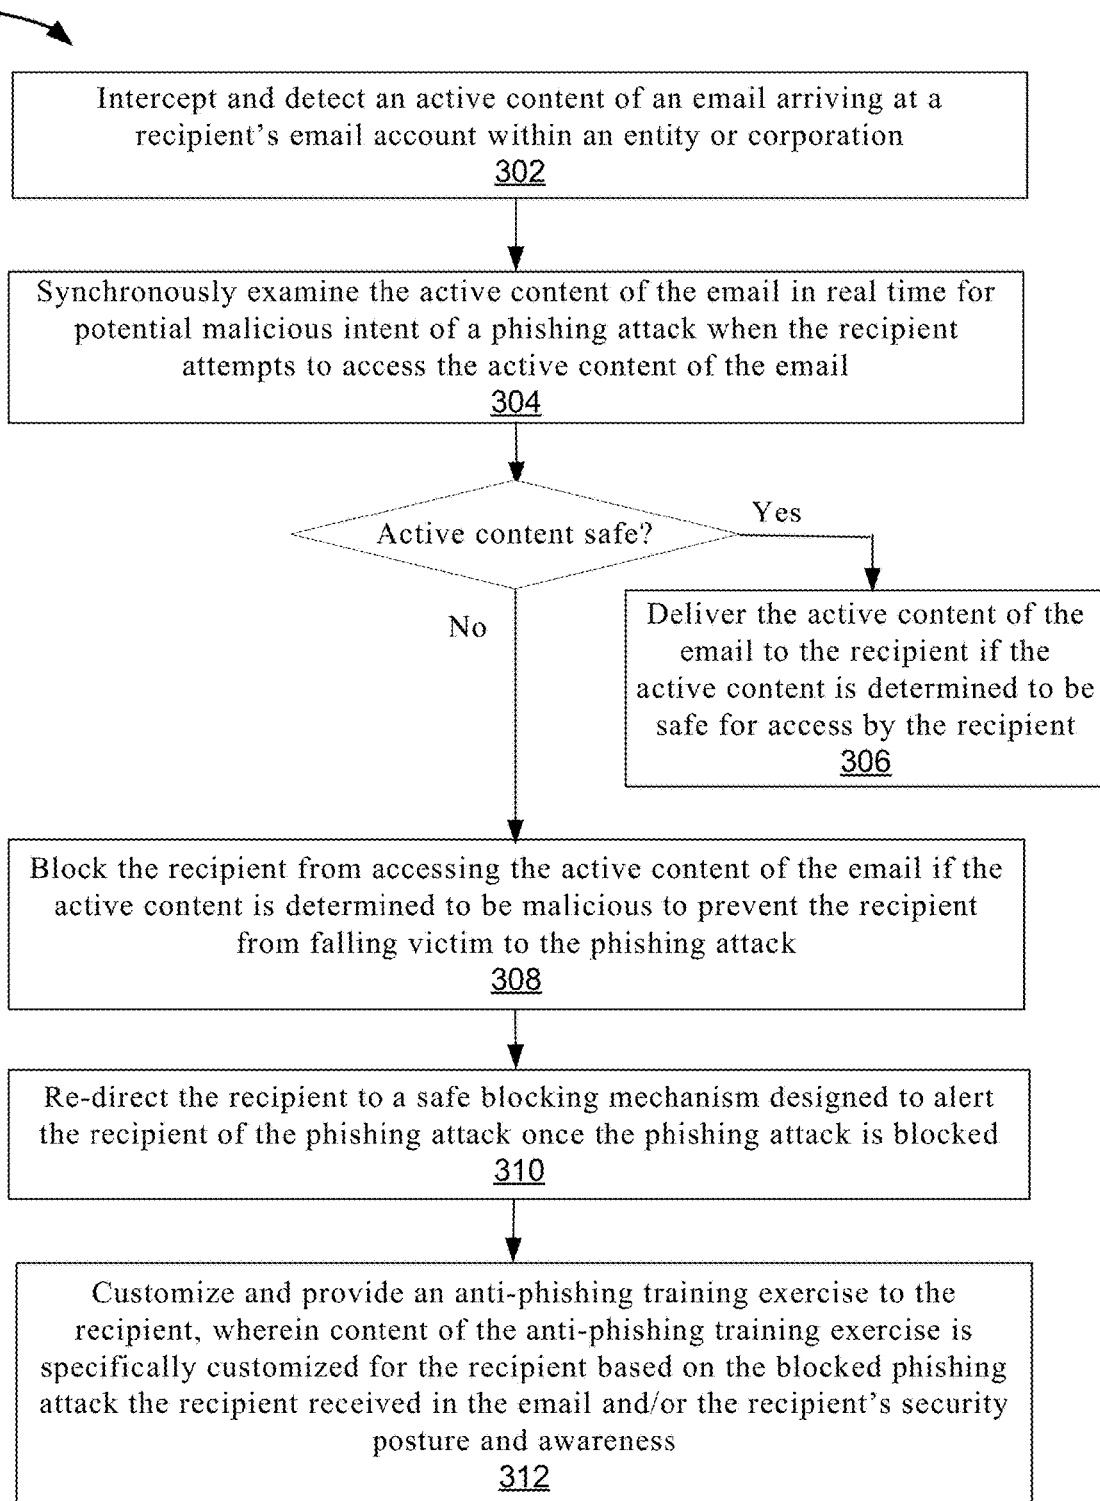 Intercept and detect an active content of an email arriving at a
recipient's email account within an entity or corporation
302
Synchronously examine the active content of the email in real time for
potential malicious intent of a phishing attack when the recipient
attempts to access the active content of the email
304
Active content safe?
Yes
No
Deliver the active content of the
email to the recipient if the
active content is determined to be
safe for access by the recipient
306
Block the recipient from accessing the active content of the email if the
active content is determined to be malicious to prevent the recipient
from falling victim to the phishing attack
308
Re-direct the recipient to a safe blocking mechanism designed to alert
the recipient of the phishing attack once the phishing attack is blocked
310
Customize and provide an anti-phishing training exercise to the
recipient, wherein content of the anti-phishing training exercise is
specifically customized for the recipient based on the blocked phishing
attack the recipient received in the email and/or the recipient's security
posture and awareness
312